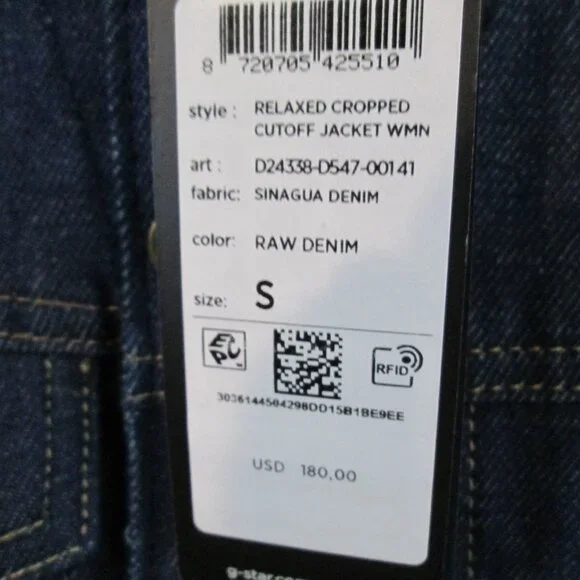 8 720705 425510
style : RELAXED CROPPED
CUTOFF JACKET WMN
art : D24338-D547-00141
fabric: SINAGUA DENIM
color: RAW DENIM
size: S
RFID
3036144504298DD15B1BE9EE
USD 180,00